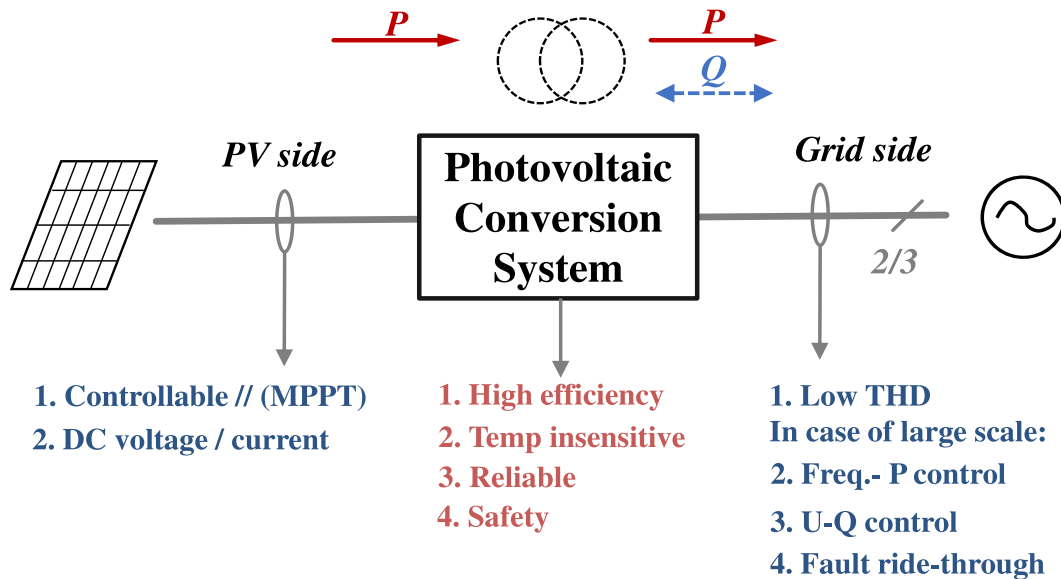 P
P
Q
PV side
Photovoltaic
Conversion
System
Grid side
2/3
1. Controllable // (MPPT)
2. DC voltage / current
1. High efficiency
2. Temp insensitive
3. Reliable
4. Safety
1. Low THD
In case of large scale:
2. Freq.- P control
3. U-Q control
4. Fault ride-through